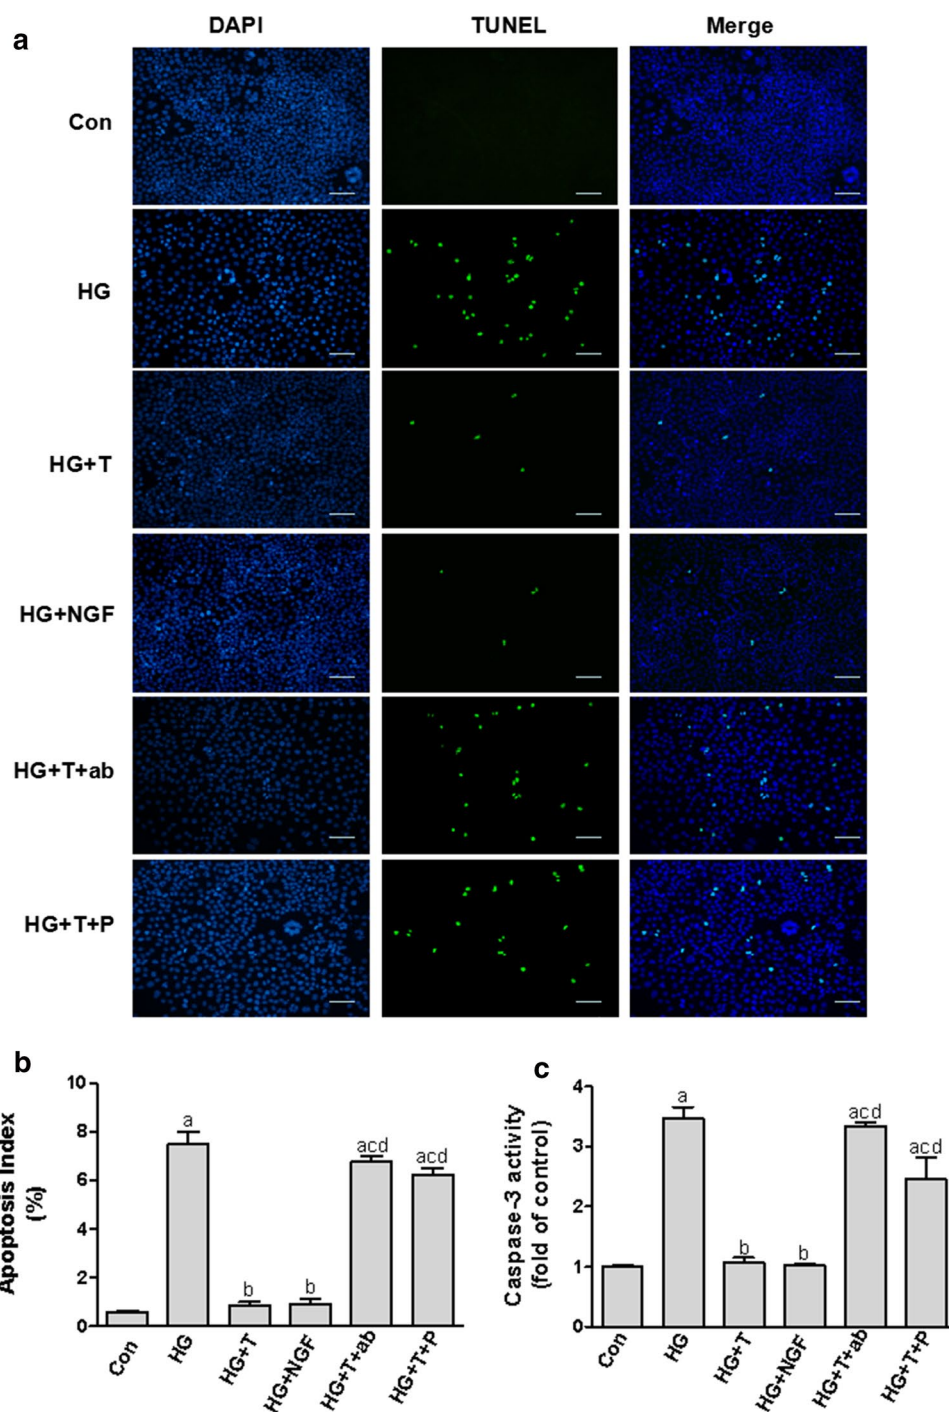 a
DAPI TUNEL Merge
Con
HG
HG+T
HG+NGF
HG+T+ab
HG+T+P
b
Apoptosis Index
(%)
10
8
6
4
2
0
a
b
b
acd
acd
Con HG HG+T HG+NGF HG+T+ab HG+T+P
c
Caspase-3 activity
(fold of control)
4
3
2
1
0
a
b
b
acd
acd
Con HG HG+T HG+NGF HG+T+ab HG+T+P